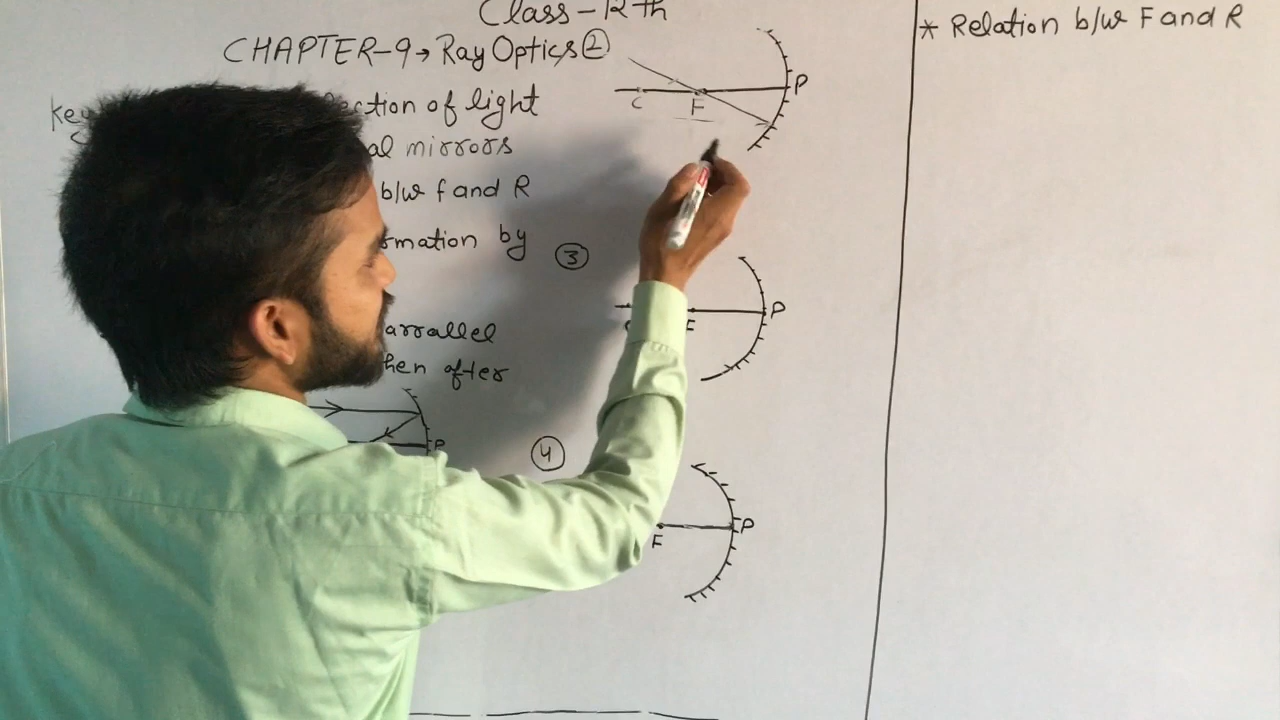 Class-12th
CHAPTER-9→ Ray Optics ②
key
ection of light
al mirrors
b/w f and R
mation by
arrallel
hen after
P
C F P
③
F P
④
F P
* Relation b/w F and R